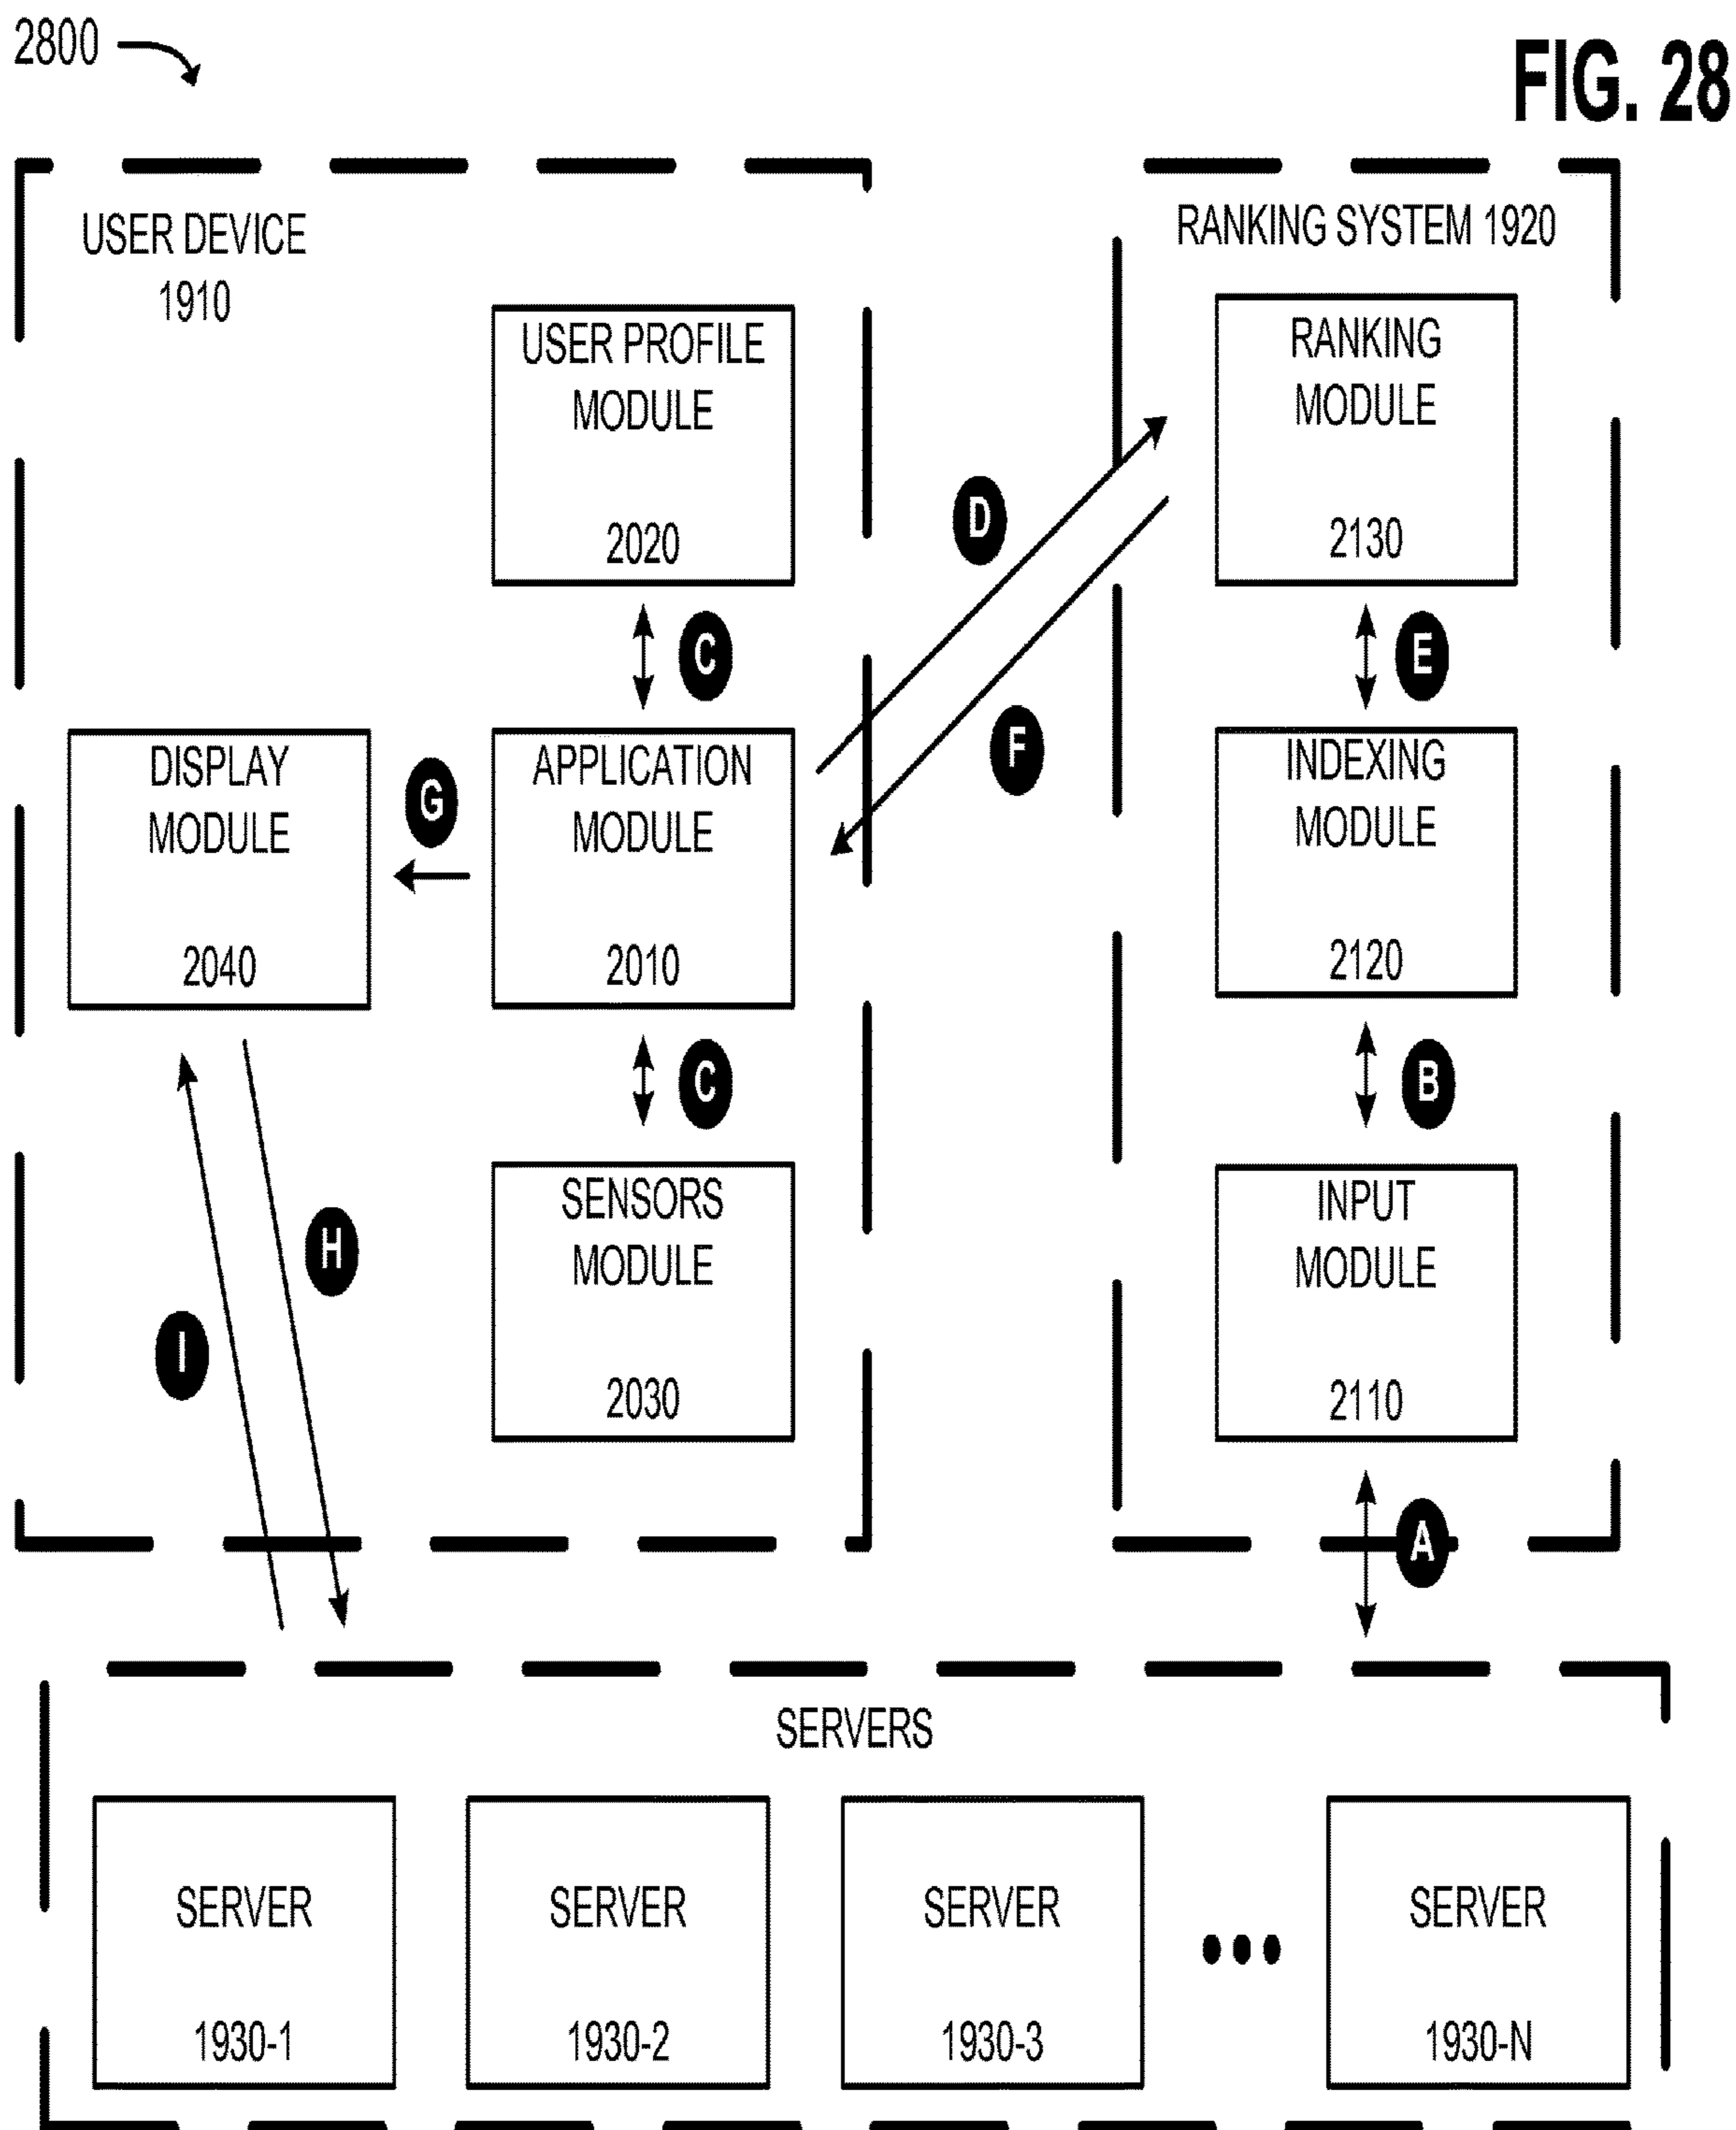 2800
FIG. 28
USER DEVICE
1910
USER PROFILE
MODULE
2020
C
DISPLAY
MODULE
2040
G
APPLICATION
MODULE
2010
C
SENSORS
MODULE
2030
H
I
D
F
RANKING SYSTEM 1920
RANKING
MODULE
2130
E
INDEXING
MODULE
2120
B
INPUT
MODULE
2110
A
SERVERS
SERVER
1930-1
SERVER
1930-2
SERVER
1930-3
SERVER
1930-N